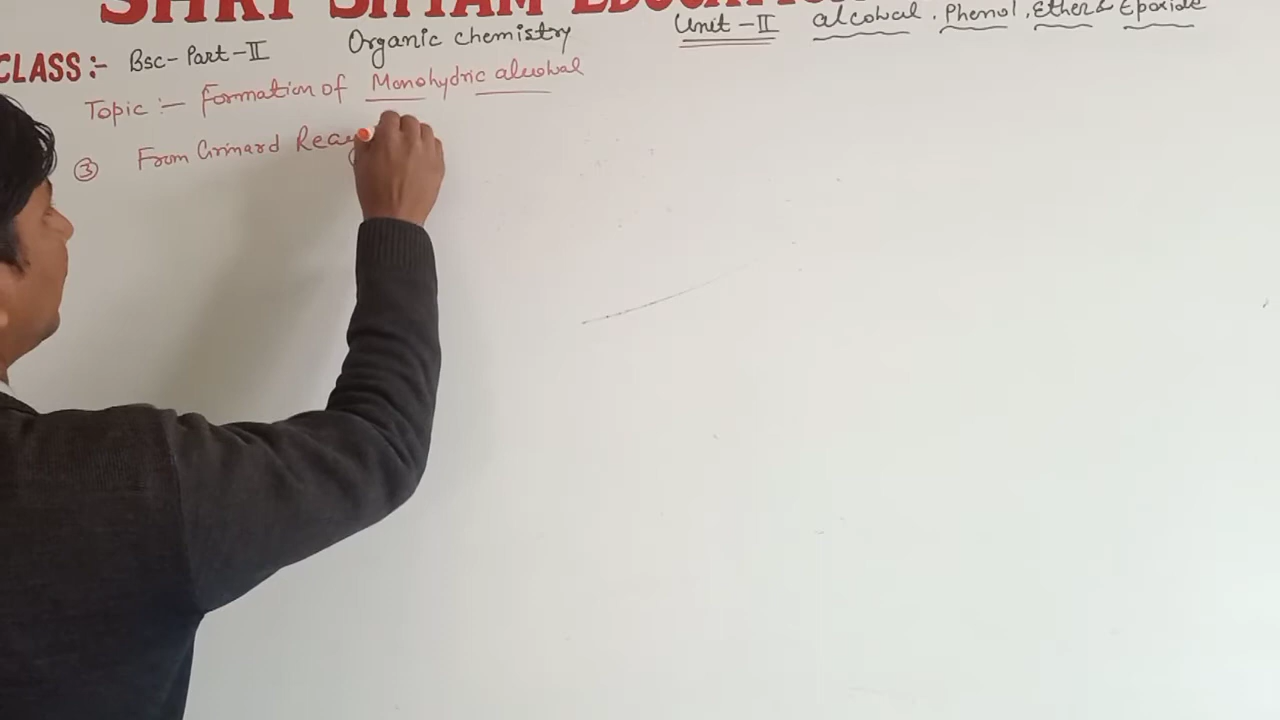 SHRI SHYAM EDUCATION
CLASS:- Bsc-Part-II Organic chemistry Unit-II alcohal, Phenol, Ether & Epoxide
Topic :- Formation of Monohydric alcohal
③ From Grinard Reag